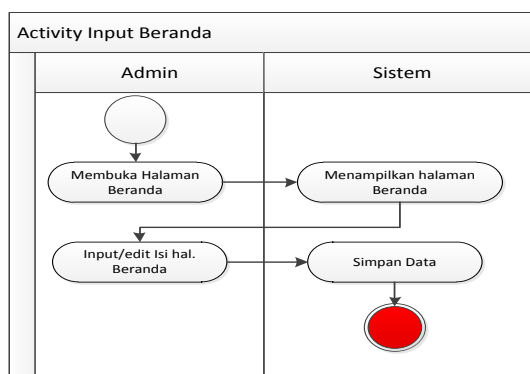 Activity Input Beranda
Admin
Sistem
Membuka Halaman
Beranda
Menampilkan halaman
Beranda
Input/edit Isi hal.
Beranda
Simpan Data